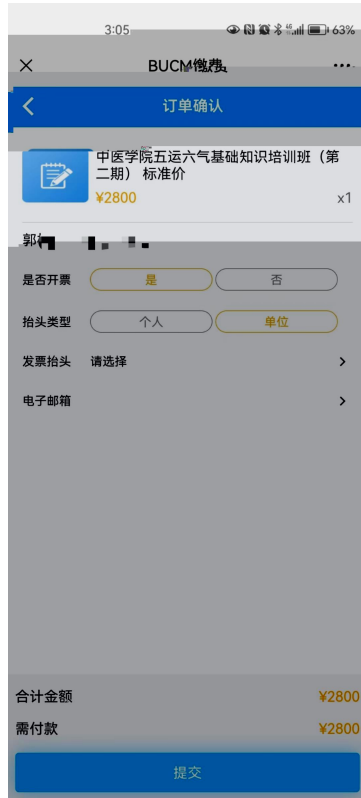 3:05
63%
BUCM缴费
订单确认
中医学院五运六气基础知识培训班（第
二期） 标准价
¥2800
x1
郭
是否开票 是 否
抬头类型 个人 单位
发票抬头 请选择
电子邮箱
合计金额 ¥2800
需付款 ¥2800
提交